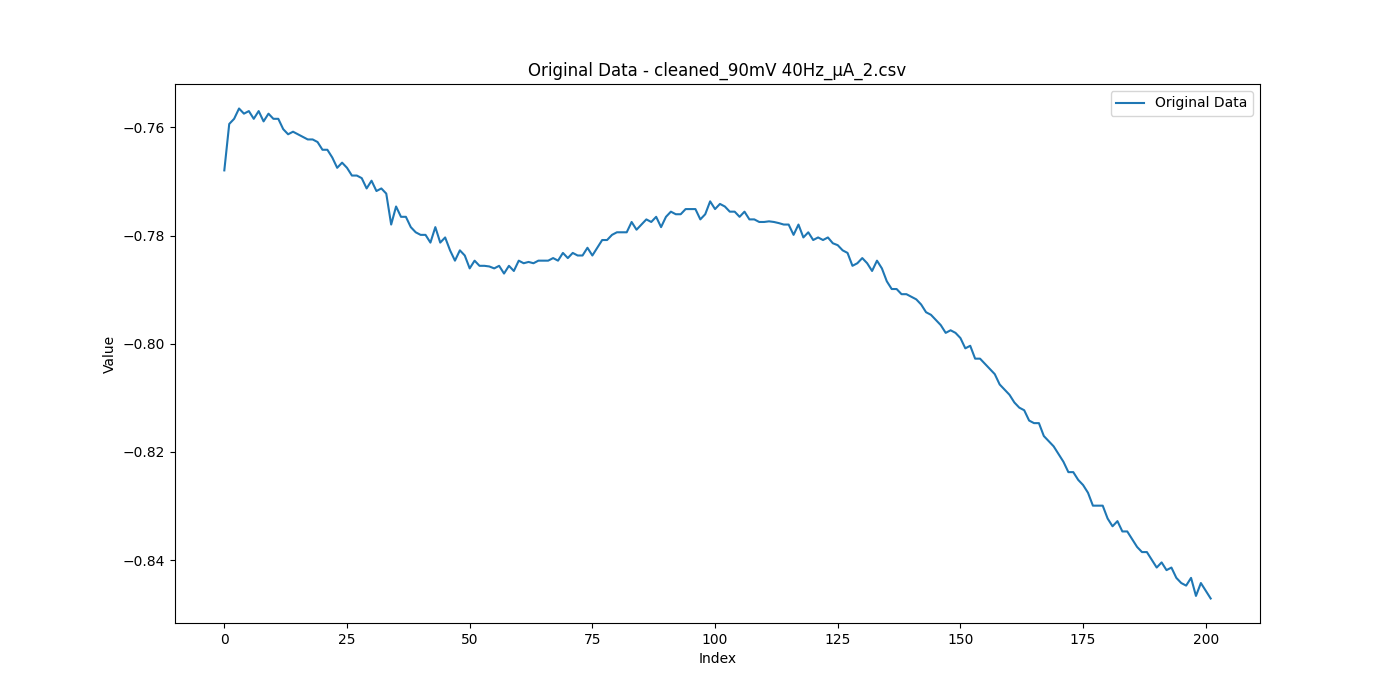 Original Data - cleaned_90mV 40Hz_μA_2.csv
Original Data
−0.76
−0.78
−0.80
−0.82
−0.84
Value
0 25 50 75 100 125 150 175 200
Index